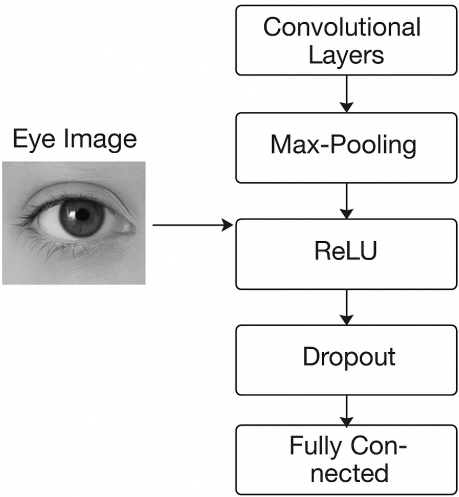 Convolutional
Layers
Max-Pooling
Eye Image
ReLU
Dropout
Fully Con-
nected